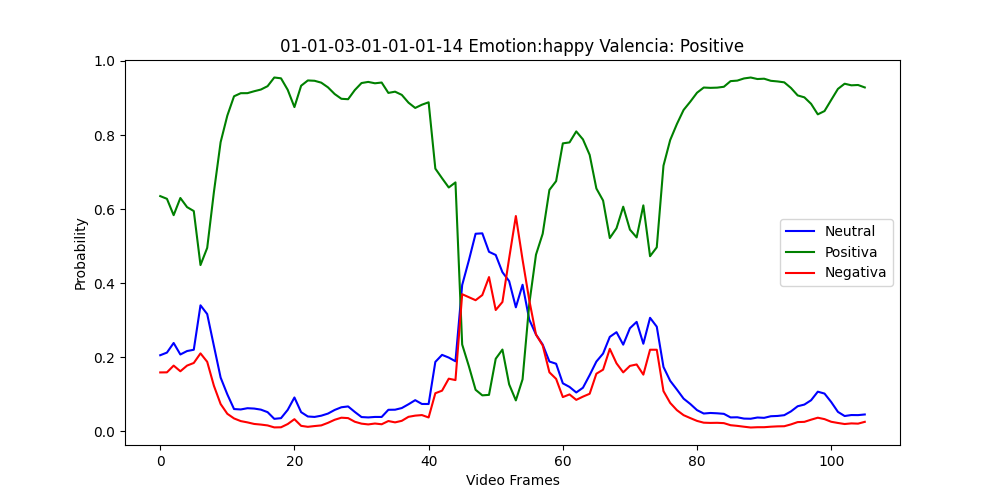 01-01-03-01-01-01-14 Emotion:happy Valencia: Positive
1.0
0.8
0.6
0.4
0.2
0.0
Probability
Neutral
Positiva
Negativa
0 20 40 60 80 100
Video Frames